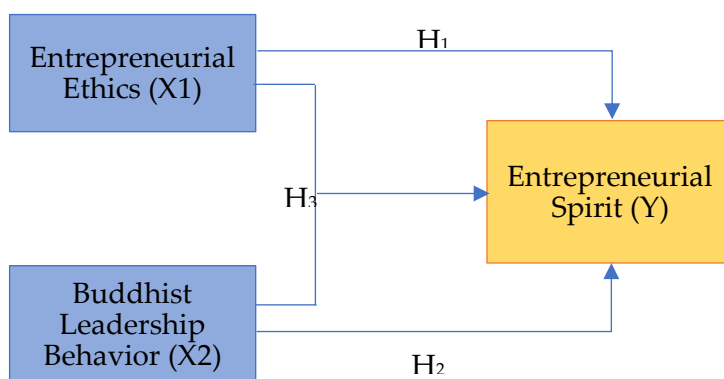 H₁
Entrepreneurial
Ethics (X1)
Entrepreneurial
Spirit (Y)
H₃
Buddhist
Leadership
Behavior (X2)
H₂